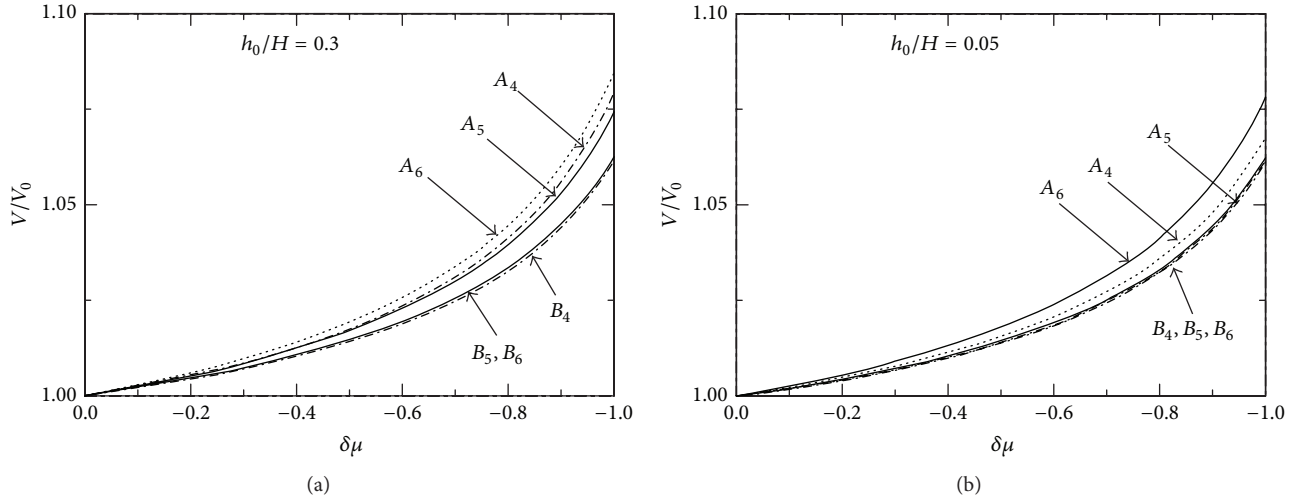 1.10
h₀/H = 0.3
A₄
A₅
A₆
1.05
V/V₀
B₄
B₅, B₆
1.00
0.0 −0.2 −0.4 −0.6 −0.8 −1.0
δμ
(a)
1.10
h₀/H = 0.05
A₅
A₄
A₆
1.05
V/V₀
B₄, B₅, B₆
1.00
0.0 −0.2 −0.4 −0.6 −0.8 −1.0
δμ
(b)